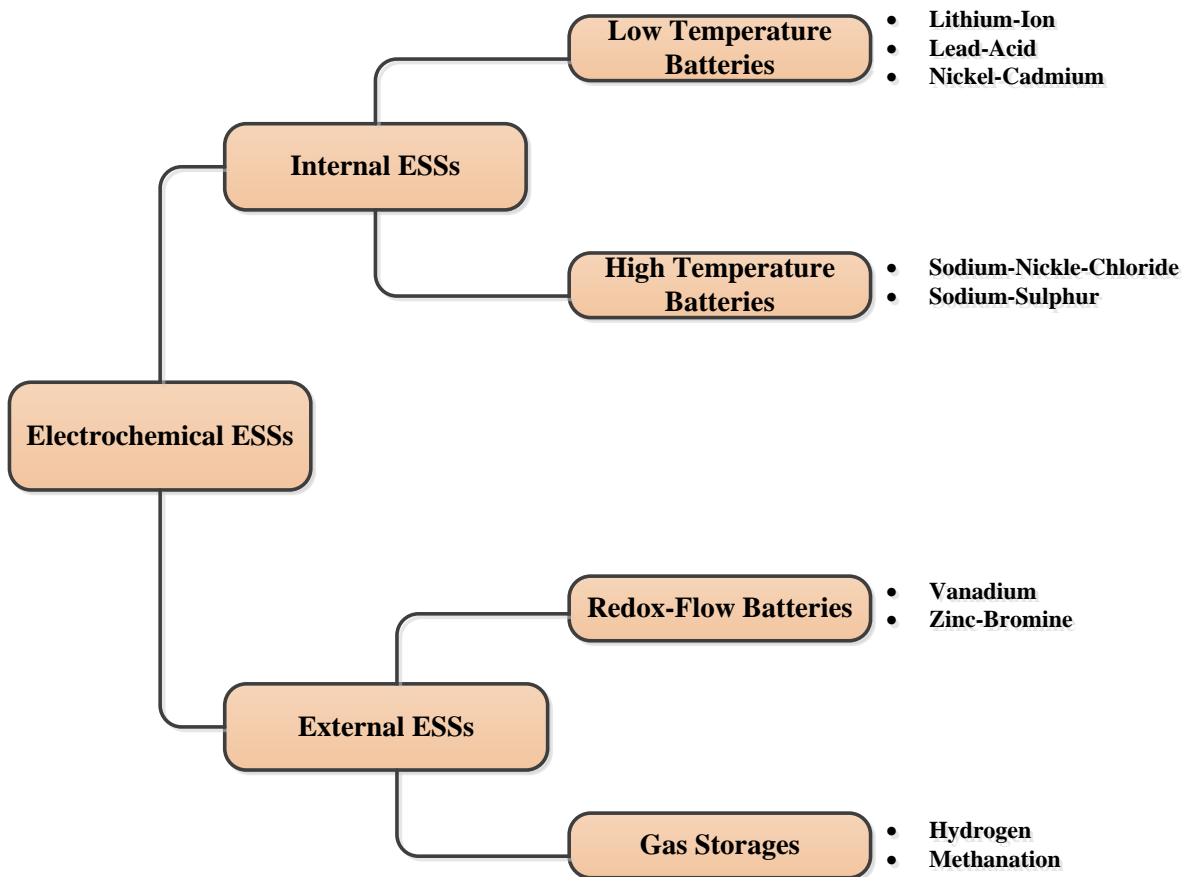 Electrochemical ESSs
Internal ESSs
Low Temperature
Batteries
• Lithium-Ion
• Lead-Acid
• Nickel-Cadmium
High Temperature
Batteries
• Sodium-Nickle-Chloride
• Sodium-Sulphur
External ESSs
Redox-Flow Batteries
• Vanadium
• Zinc-Bromine
Gas Storages
• Hydrogen
• Methanation